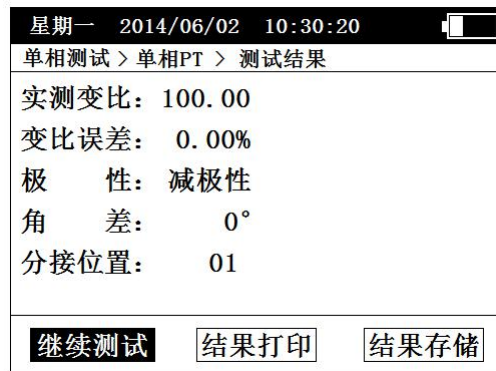 星期一 2014/06/02 10:30:20
单相测试 > 单相PT > 测试结果
实测变比: 100.00
变比误差: 0.00%
极 性: 减极性
角 差: 0°
分接位置: 01
继续测试 结果打印 结果存储